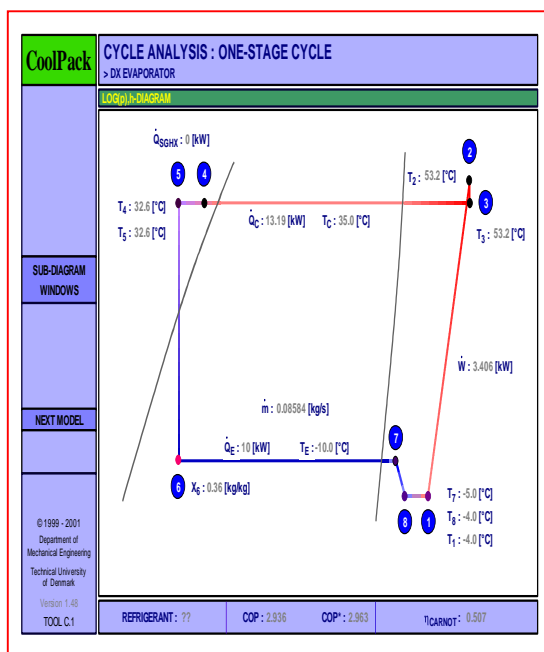 CoolPack
CYCLE ANALYSIS : ONE-STAGE CYCLE
> DX EVAPORATOR
LOG(p),h-DIAGRAM
Q̇SGHX : 0 [kW]
5
4
2
3
T2 : 53.2 [°C]
T4 : 32.6 [°C]
T5 : 32.6 [°C]
Q̇C : 13.19 [kW]
TC : 35.0 [°C]
T3 : 53.2 [°C]
SUB-DIAGRAM
WINDOWS
Ẇ : 3.406 [kW]
ṁ : 0.08584 [kg/s]
NEXT MODEL
Q̇E : 10 [kW]
TE : -10.0 [°C]
7
6
X6 : 0.36 [kg/kg]
8
1
T7 : -5.0 [°C]
T8 : -4.0 [°C]
T1 : -4.0 [°C]
© 1999 - 2001
Department of
Mechanical Engineering
Technical University
of Denmark
Version 1.48
TOOL C.1
REFRIGERANT : ??
COP : 2.936
COP* : 2.963
ηCARNOT : 0.507